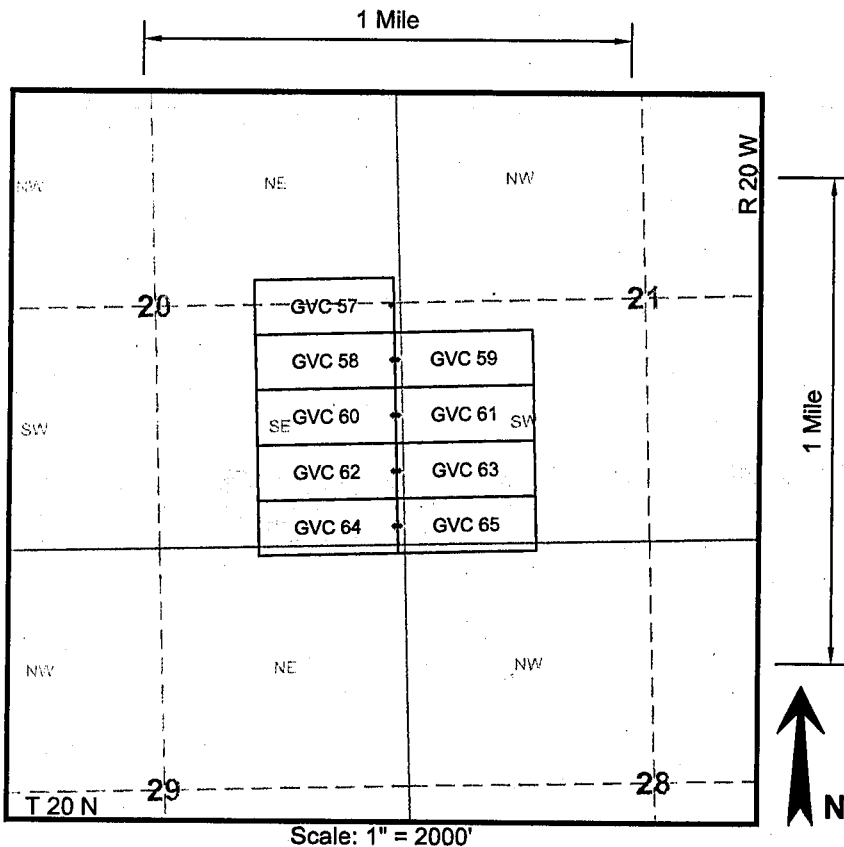 1 Mile
R 20 W
NW NE NW
20 GVC 57 21
GVC 58 GVC 59
SW SE GVC 60 GVC 61 SW
1 Mile
GVC 62 GVC 63
GVC 64 GVC 65
NW NE NW
29 28
T 20 N N
Scale: 1" = 2000'